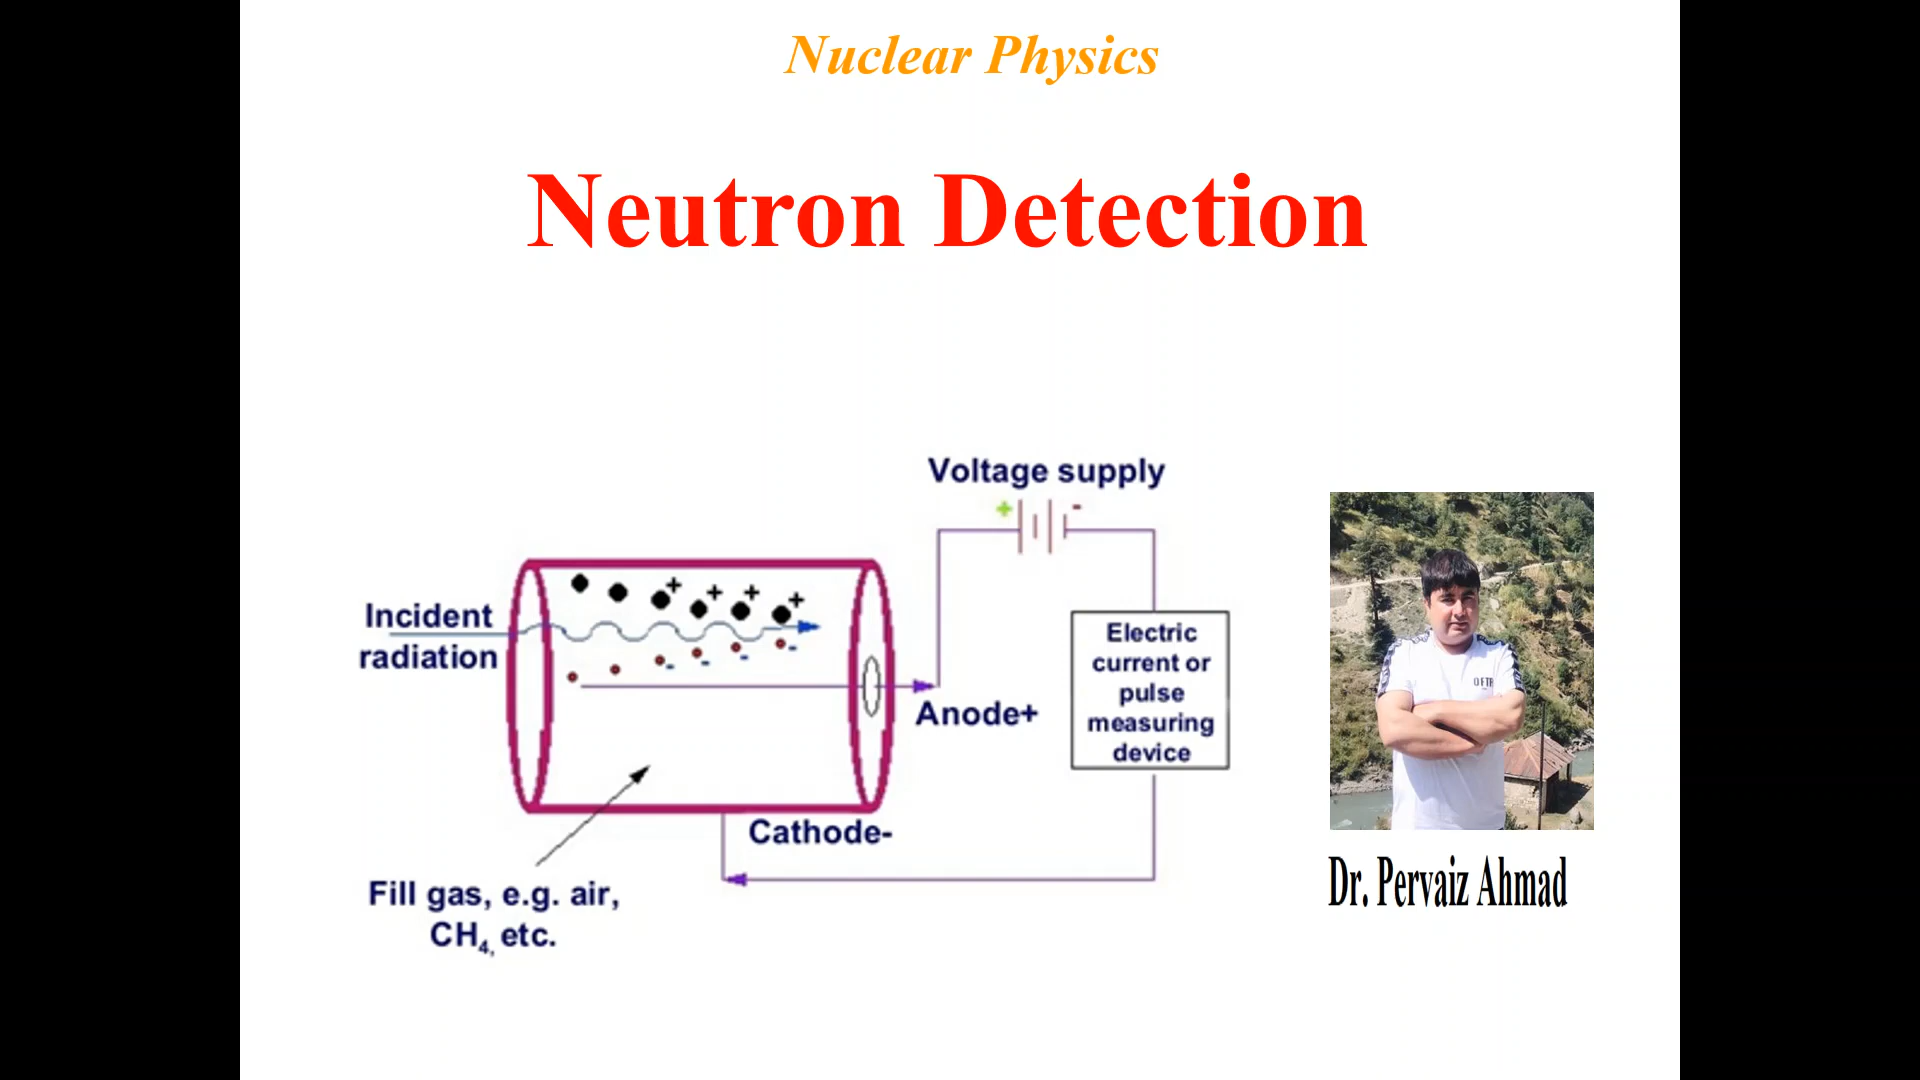 Nuclear Physics
Neutron Detection
Voltage supply
+ -
Incident
radiation
+ + + +
- - - -
Anode+
Electric
current or
pulse
measuring
device
Cathode-
Fill gas, e.g. air,
CH4, etc.
OFTB
Dr. Pervaiz Ahmad